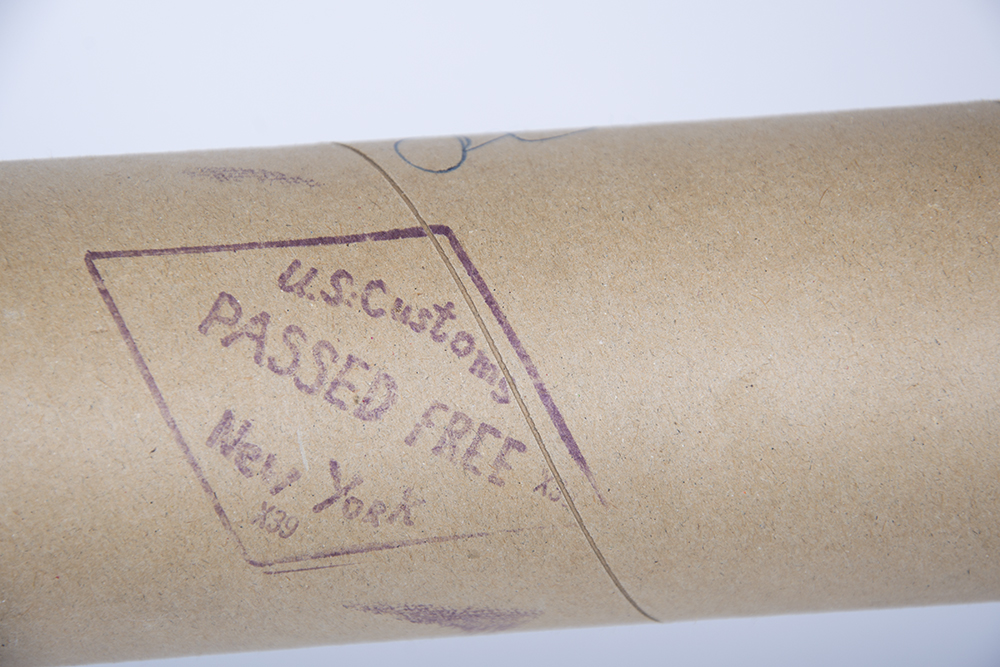 U.S. Customs
PASSED FREE
New York
X39